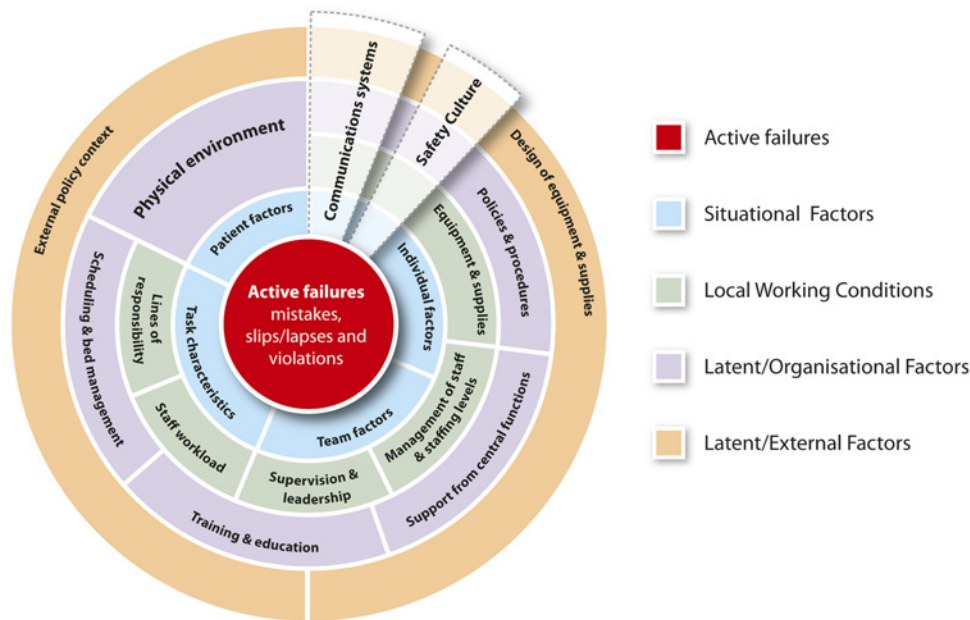 Communications systems
Safety Culture
External policy context
Design of equipment & supplies
Physical environment
Policies & procedures
Scheduling & bed management
Support from central functions
Training & education
Equipment & supplies
Lines of
responsibility
Staff workload
Supervision &
leadership
Management of staff
& staffing levels
Patient factors
Individual factors
Task characteristics
Team factors
Active failures
mistakes,
slips/lapses and
violations
Active failures
Situational Factors
Local Working Conditions
Latent/Organisational Factors
Latent/External Factors